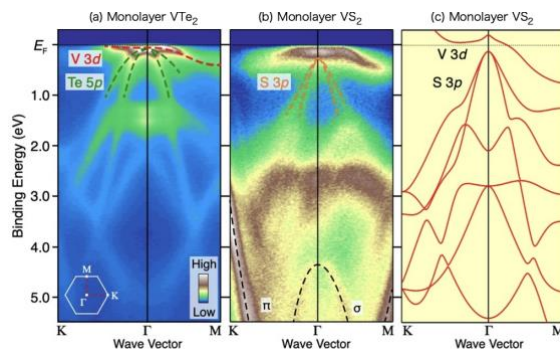 (a) Monolayer VTe2
(b) Monolayer VS2
(c) Monolayer VS2
EF
V 3d
Te 5p
S 3p
V 3d
S 3p
1.0
2.0
3.0
4.0
5.0
Binding Energy (eV)
M
Γ
K
High
Low
π
σ
K
Γ
M
K
Γ
M
K
Γ
M
Wave Vector
Wave Vector
Wave Vector